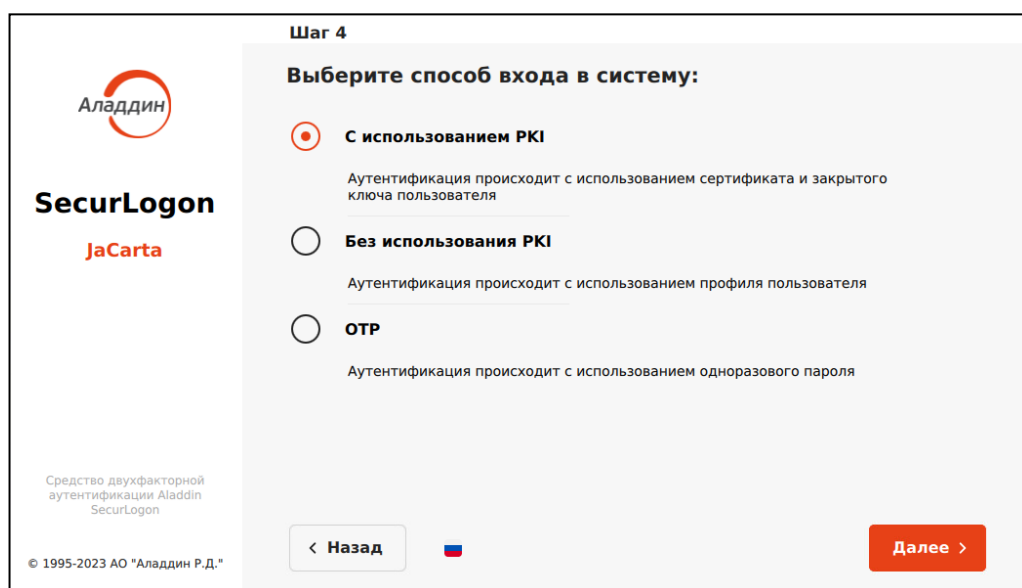 Шаг 4
Аладдин
SecurLogon
JaCarta
Выберите способ входа в систему:
С использованием PKI
Аутентификация происходит с использованием сертификата и закрытого
ключа пользователя
Без использования PKI
Аутентификация происходит с использованием профиля пользователя
OTP
Аутентификация происходит с использованием одноразового пароля
Средство двухфакторной
аутентификации Aladdin
SecurLogon
© 1995-2023 АО "Аладдин Р.Д."
Назад
Далее